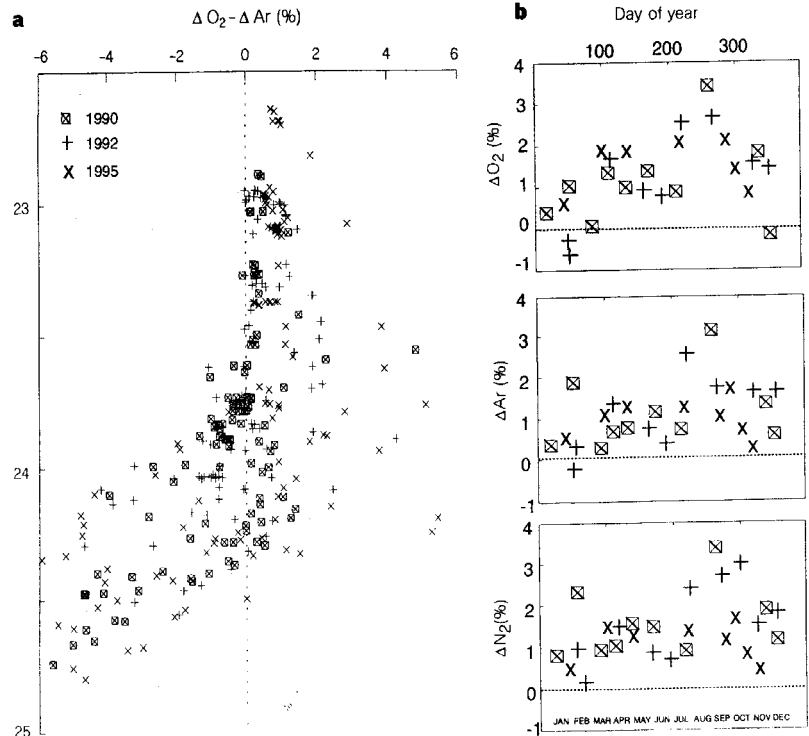 a
Δ O2 – Δ Ar (%)
-6 -4 -2 0 2 4 6
1990
1992
1995
23
24
25
b
Day of year
100 200 300
ΔO2 (%)
4
3
2
1
0
-1
ΔAr (%)
4
3
2
1
0
-1
ΔN2(%)
4
3
2
1
0
-1
JAN FEB MAR APR MAY JUN JUL AUG SEP OCT NOV DEC